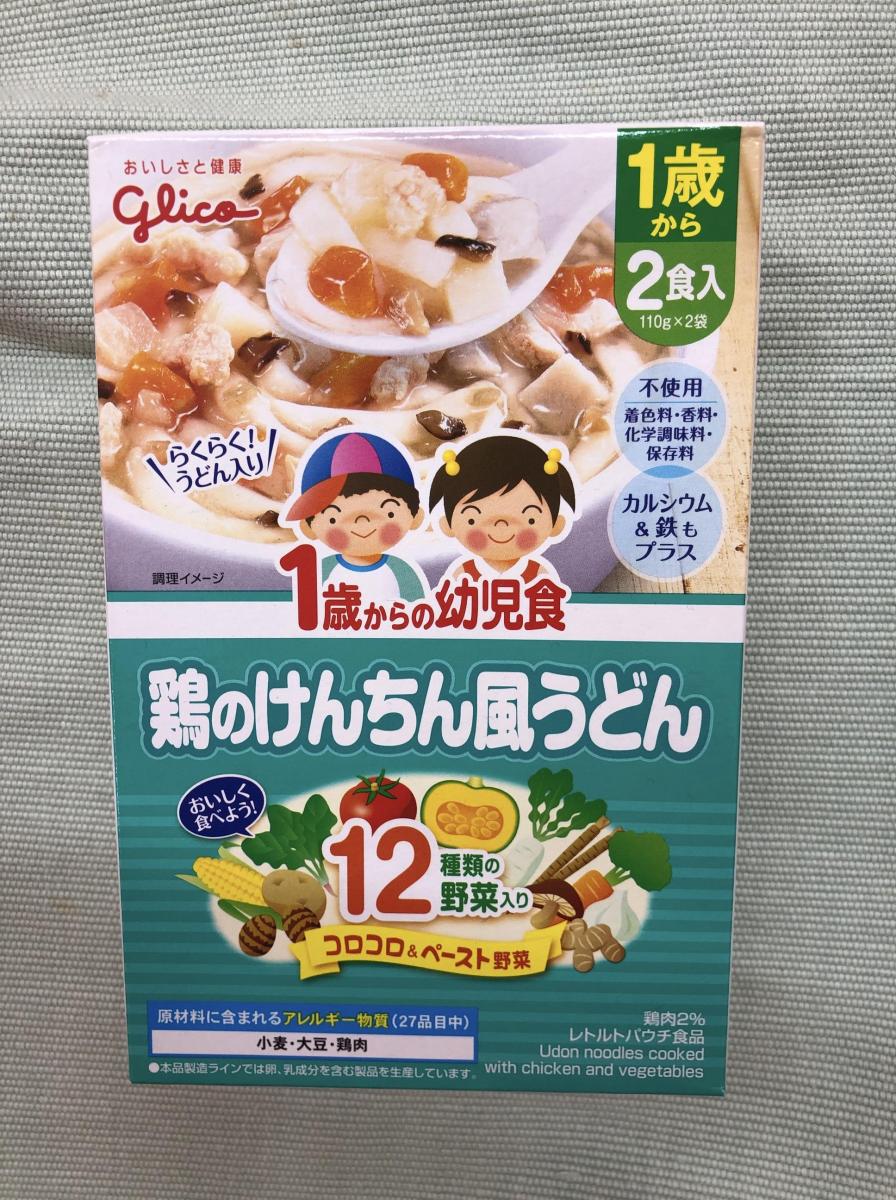 おいしさと健康
glico
1歳
から
2食入
110g×2袋
不使用
着色料・香料・
化学調味料・
保存料
カルシウム
&鉄も
プラス
らくらく!
うどん入り
調理イメージ
1歳からの幼児食
鶏のけんちん風うどん
おいしく
食べよう!
12種類の
野菜入り
コロコロ&ペースト野菜
原材料に含まれるアレルギー物質(27品目中)
小麦・大豆・鶏肉
●本品製造ラインでは卵、乳成分を含む製品を生産しています。
鶏肉2%
レトルトパウチ食品
Udon noodles cooked
with chicken and vegetables